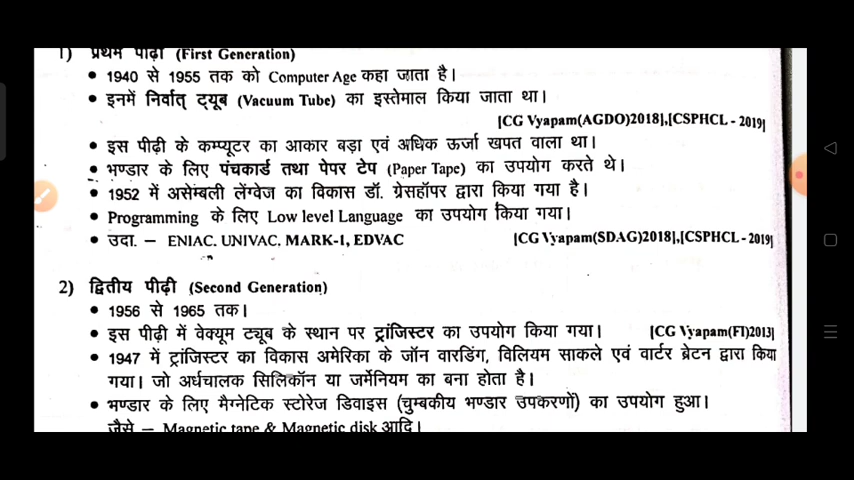 1) प्रथम पीढ़ी (First Generation)
• 1940 से 1955 तक को Computer Age कहा जाता है।
• इनमें निर्वात् ट्यूब (Vacuum Tube) का इस्तेमाल किया जाता था।
[CG Vyapam(AGDO)2018],[CSPHCL - 2019]
• इस पीढ़ी के कम्प्यूटर का आकार बड़ा एवं अधिक ऊर्जा खपत वाला था।
• भण्डार के लिए पंचकार्ड तथा पेपर टेप (Paper Tape) का उपयोग करते थे।
• 1952 में असेम्बली लेंग्वेज का विकास डॉ. ग्रेसहॉपर द्वारा किया गया है।
• Programming के लिए Low level Language का उपयोग किया गया।
• उदा. – ENIAC, UNIVAC, MARK-1, EDVAC [CG Vyapam(SDAG)2018],[CSPHCL - 2019]
2) द्वितीय पीढ़ी (Second Generation)
• 1956 से 1965 तक।
• इस पीढ़ी में वेक्यूम ट्यूब के स्थान पर ट्रांजिस्टर का उपयोग किया गया। [CG Vyapam(FI)2013]
• 1947 में ट्रांजिस्टर का विकास अमेरिका के जॉन वारडिंग, विलियम साकले एवं वार्टर ब्रेटन द्वारा किया
गया। जो अर्धचालक सिलिकॉन या जर्मेनियम का बना होता है।
• भण्डार के लिए मैग्नेटिक स्टोरेज डिवाइस (चुम्बकीय भण्डार उपकरणों) का उपयोग हुआ।
जैसे – Magnetic tape & Magnetic disk आदि।